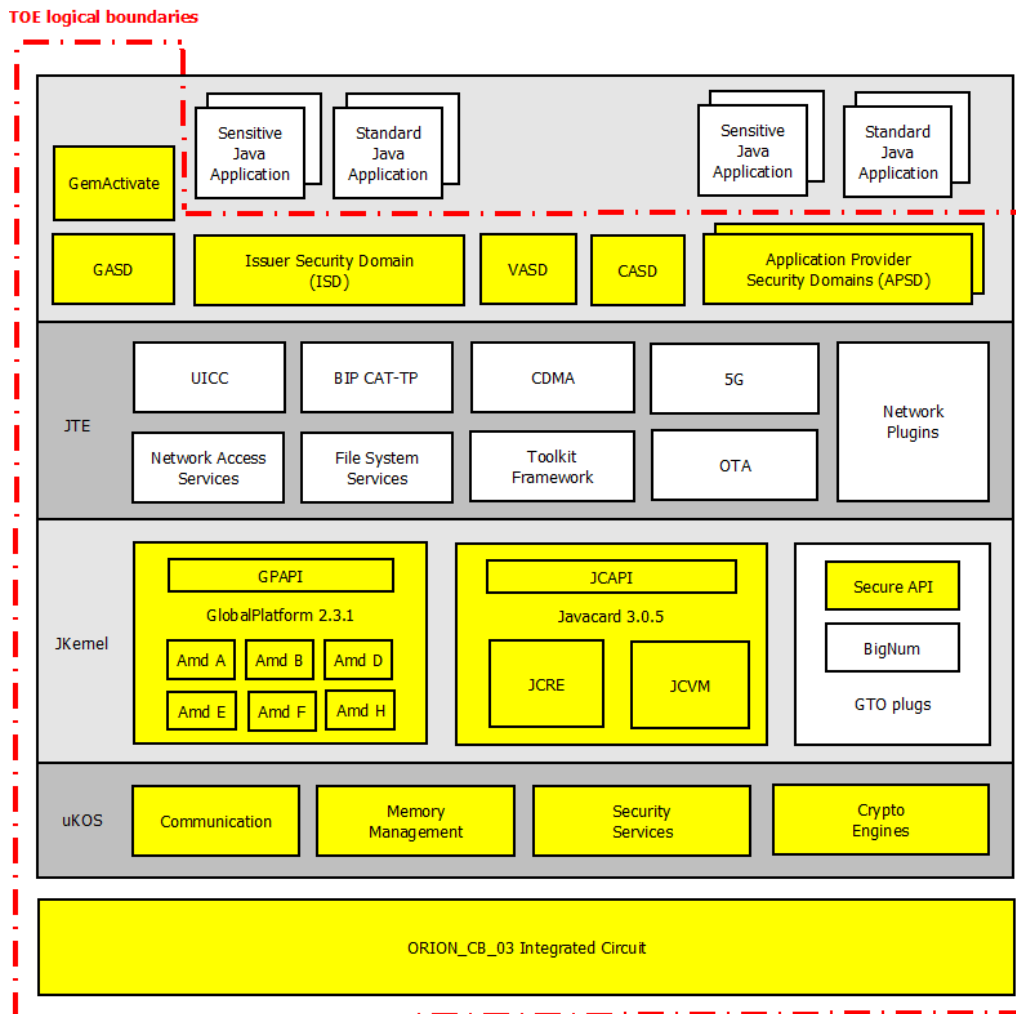 TOE logical boundaries
Sensitive
Java
Application
Standard
Java
Application
Sensitive
Java
Application
Standard
Java
Application
GemActivate
GASD
Issuer Security Domain
(ISD)
VASD
CASD
Application Provider
Security Domains (APSD)
JTE
UICC
BIP CAT-TP
CDMA
5G
Network
Plugins
Network Access
Services
File System
Services
Toolkit
Framework
OTA
JKernel
GPAPI
GlobalPlatform 2.3.1
Amd A
Amd B
Amd D
Amd E
Amd F
Amd H
JCAPI
Javacard 3.0.5
JCRE
JCVM
Secure API
BigNum
GTO plugs
uKOS
Communication
Memory
Management
Security
Services
Crypto
Engines
ORION_CB_03 Integrated Circuit